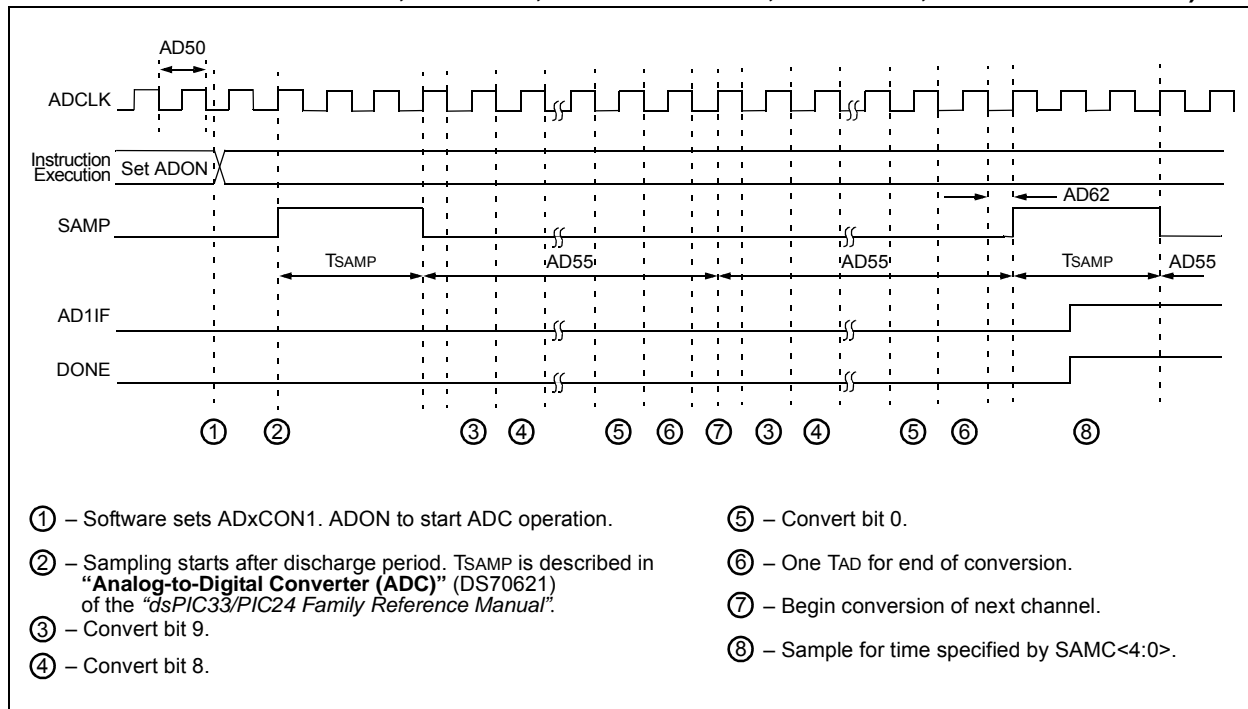 AD50
ADCLK
Instruction
Execution
Set ADON
AD62
SAMP
TSAMP
AD55
AD55
TSAMP
AD55
AD1IF
DONE
1 2 3 4 5 6 7 3 4 5 6 8
1 – Software sets ADxCON1. ADON to start ADC operation.
2 – Sampling starts after discharge period. TSAMP is described in
“Analog-to-Digital Converter (ADC)” (DS70621)
of the “dsPIC33/PIC24 Family Reference Manual”.
3 – Convert bit 9.
4 – Convert bit 8.
5 – Convert bit 0.
6 – One TAD for end of conversion.
7 – Begin conversion of next channel.
8 – Sample for time specified by SAMC<4:0>.